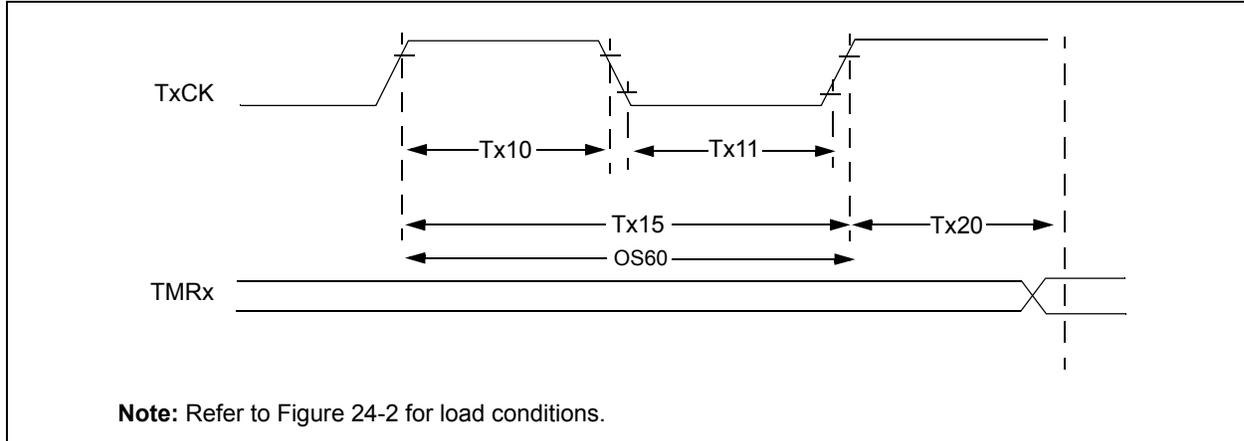 TxCK
Tx10
Tx11
Tx15
Tx20
OS60
TMRx
Note: Refer to Figure 24-2 for load conditions.